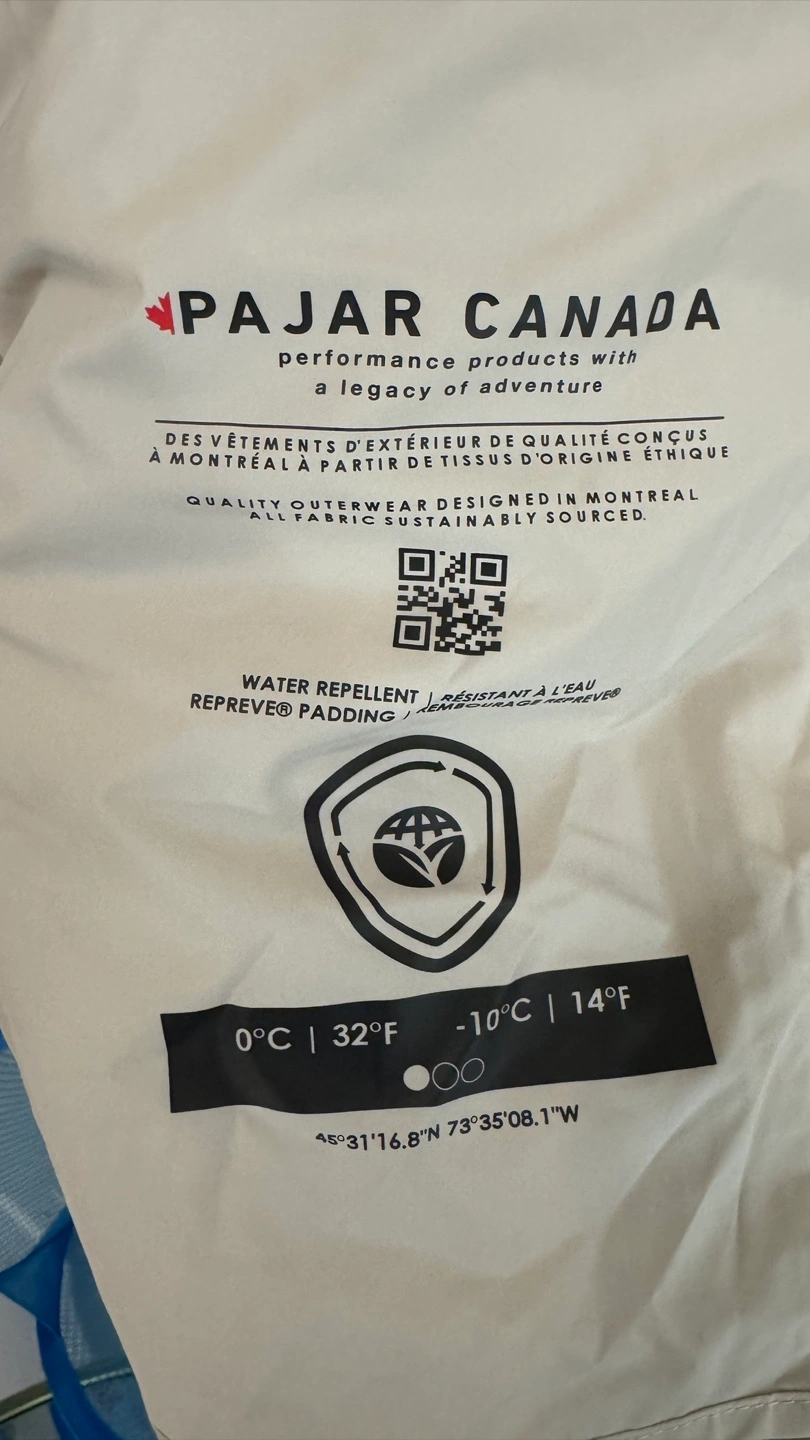 PAJAR CANADA
performance products with
a legacy of adventure
DES VÊTEMENTS D'EXTÉRIEUR DE QUALITÉ CONÇUS
À MONTRÉAL À PARTIR DE TISSUS D'ORIGINE ÉTHIQUE
QUALITY OUTERWEAR DESIGNED IN MONTREAL
ALL FABRIC SUSTAINABLY SOURCED.
WATER REPELLENT | RÉSISTANT À L'EAU
REPREVE® PADDING | REMBOURAGE REPREVE®
0°C | 32°F -10°C | 14°F
45°31'16.8"N 73°35'08.1"W